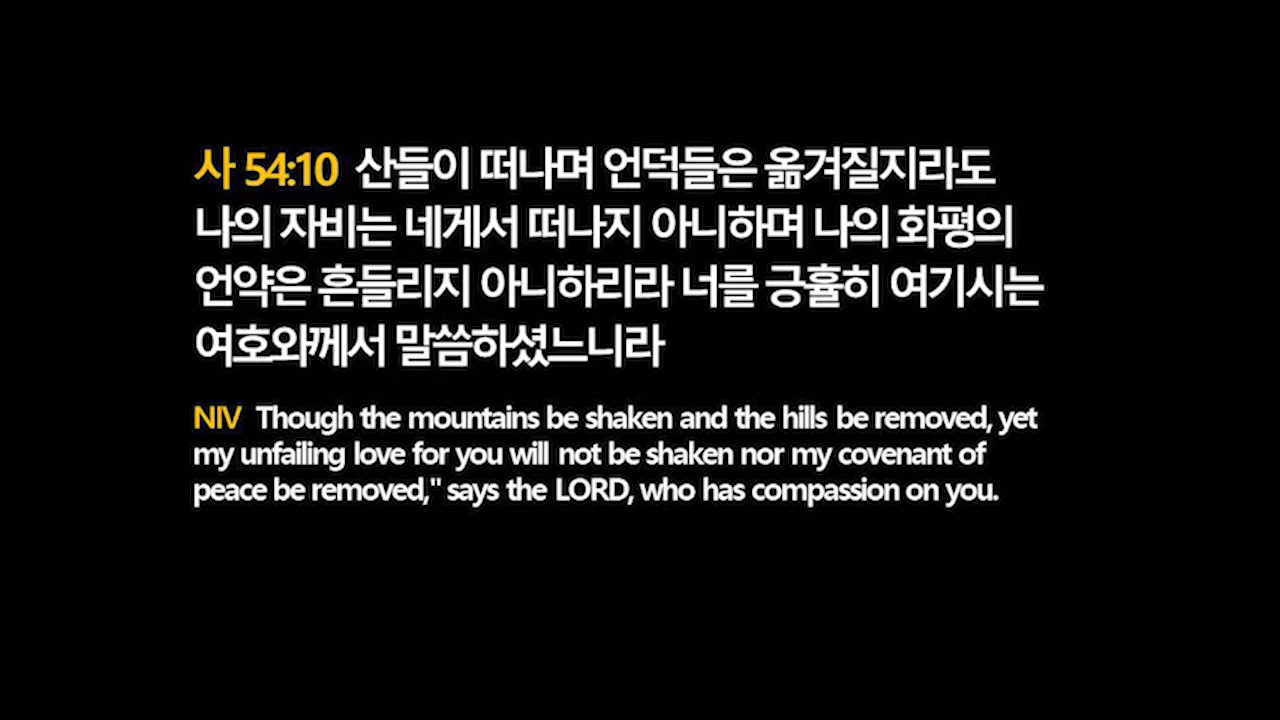 사 54:10 산들이 떠나며 언덕들은 옮겨질지라도
나의 자비는 네게서 떠나지 아니하며 나의 화평의
언약은 흔들리지 아니하리라 너를 긍휼히 여기시는
여호와께서 말씀하셨느니라
NIV Though the mountains be shaken and the hills be removed, yet
my unfailing love for you will not be shaken nor my covenant of
peace be removed," says the LORD, who has compassion on you.